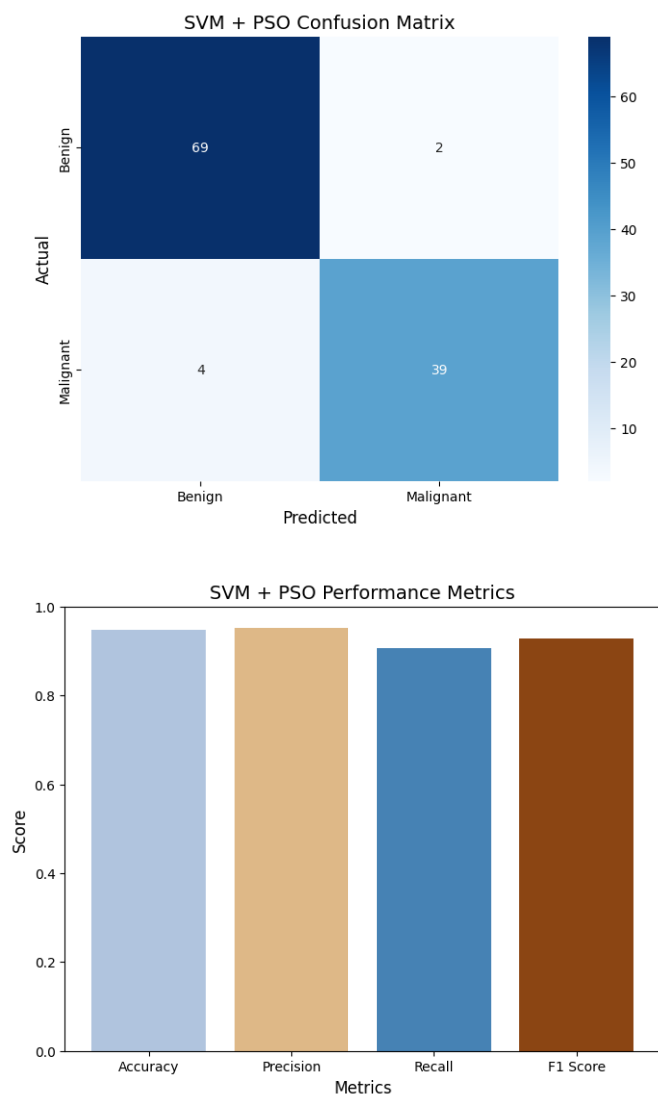 SVM + PSO Confusion Matrix
Actual
Benign
69
2
Malignant
4
39
Benign
Malignant
Predicted
60
50
40
30
20
10
SVM + PSO Performance Metrics
Score
1.0
0.8
0.6
0.4
0.2
0.0
Accuracy
Precision
Recall
F1 Score
Metrics